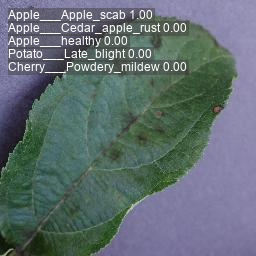 Apple___Apple_scab 1.00
Apple___Cedar_apple_rust 0.00
Apple___healthy 0.00
Potato___Late_blight 0.00
Cherry___Powdery_mildew 0.00